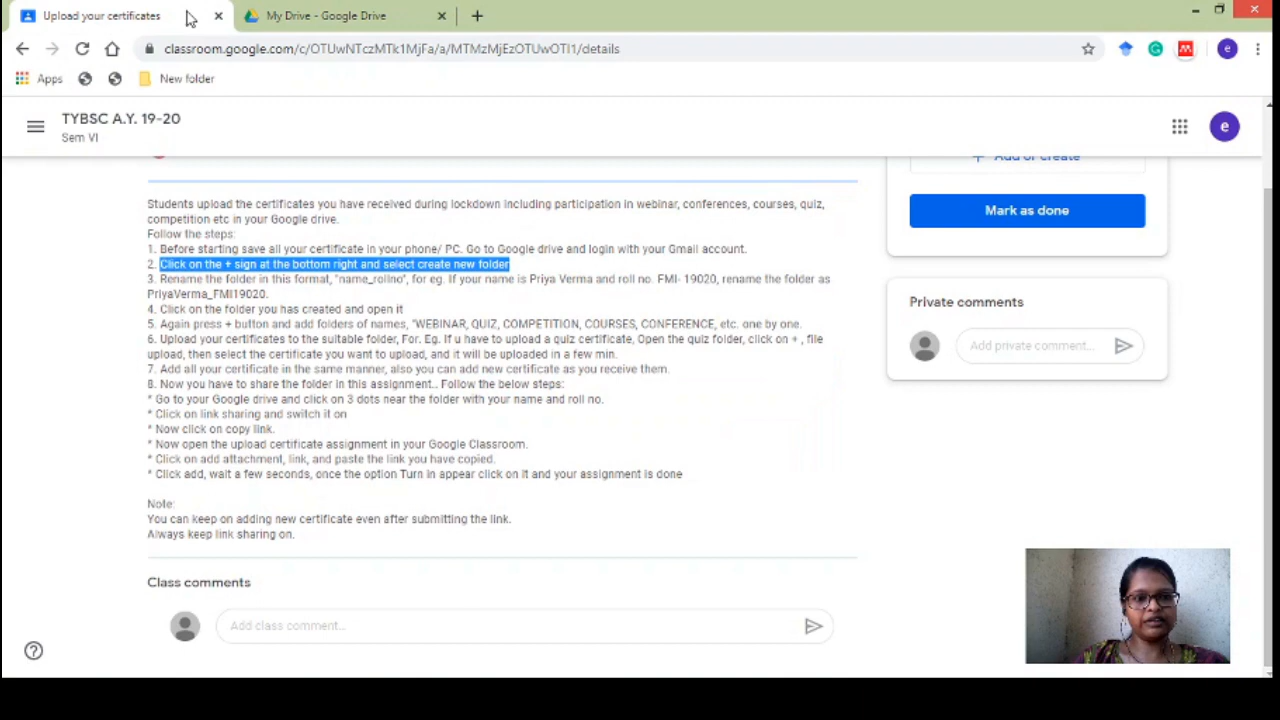 Upload your certificates
My Drive - Google Drive
classroom.google.com/c/OTUwNTczMTk1MjFa/a/MTMzMjEzOTUwOTI1/details
Apps
New folder
TYBSC A.Y. 19-20
Sem VI
Add or create
Students upload the certificates you have received during lockdown including participation in webinar, conferences, courses, quiz,
competition etc in your Google drive.
Follow the steps:
1. Before starting save all your certificate in your phone/ PC. Go to Google drive and login with your Gmail account.
2. Click on the + sign at the bottom right and select create new folder
3. Rename the folder in this format, "name_rollno", for eg. If your name is Priya Verma and roll no. FMI- 19020, rename the folder as
PriyaVerma_FMI19020.
4. Click on the folder you has created and open it
5. Again press + button and add folders of names, "WEBINAR, QUIZ, COMPETITION, COURSES, CONFERENCE, etc. one by one.
6. Upload your certificates to the suitable folder, For. Eg. If u have to upload a quiz certificate, Open the quiz folder, click on + , file
upload, then select the certificate you want to upload, and it will be uploaded in a few min.
7. Add all your certificate in the same manner, also you can add new certificate as you receive them.
8. Now you have to share the folder in this assignment.. Follow the below steps:
* Go to your Google drive and click on 3 dots near the folder with your name and roll no.
* Click on link sharing and switch it on
* Now click on copy link.
* Now open the upload certificate assignment in your Google Classroom.
* Click on add attachment, link, and paste the link you have copied.
* Click add, wait a few seconds, once the option Turn in appear click on it and your assignment is done
Note:
You can keep on adding new certificate even after submitting the link.
Always keep link sharing on.
Class comments
Add class comment...
Mark as done
Private comments
Add private comment...